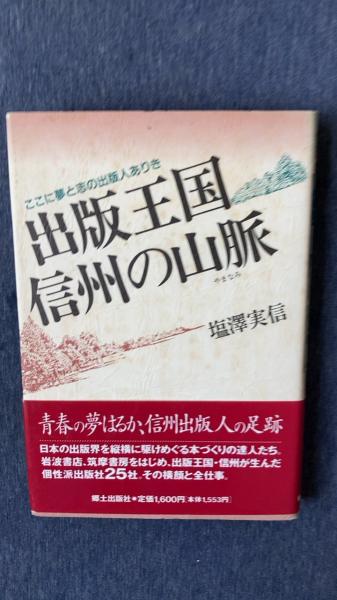 ここに夢と志の出版人ありき
出版王国
信州の山脈
やまなみ
塩澤実信
青春の夢はるか、信州出版人の足跡
日本の出版界を縦横に駆けめぐる本づくりの達人たち。
岩波書店、筑摩書房をはじめ、出版王国・信州が生んだ
個性派出版社25社。その横顔と全仕事。
郷土出版社●定価1,600円[本体1,553円]